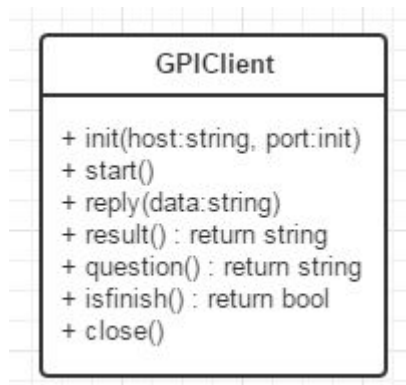 GPIClient
+ init(host:string, port:init)
+ start()
+ reply(data:string)
+ result() : return string
+ question() : return string
+ isfinish() : return bool
+ close()